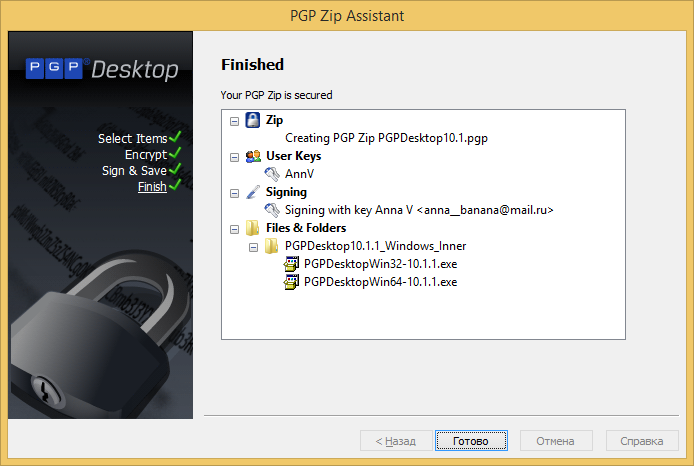 PGP Zip Assistant
PGP® Desktop
Select Items
Encrypt
Sign & Save
Finish
Finished
Your PGP Zip is secured
Zip
Creating PGP Zip PGPDesktop10.1.pgp
User Keys
AnnV
Signing
Signing with key Anna V <anna__banana@mail.ru>
Files & Folders
PGPDesktop10.1.1_Windows_Inner
PGPDesktopWin32-10.1.1.exe
PGPDesktopWin64-10.1.1.exe
< Назад
Готово
Отмена
Справка